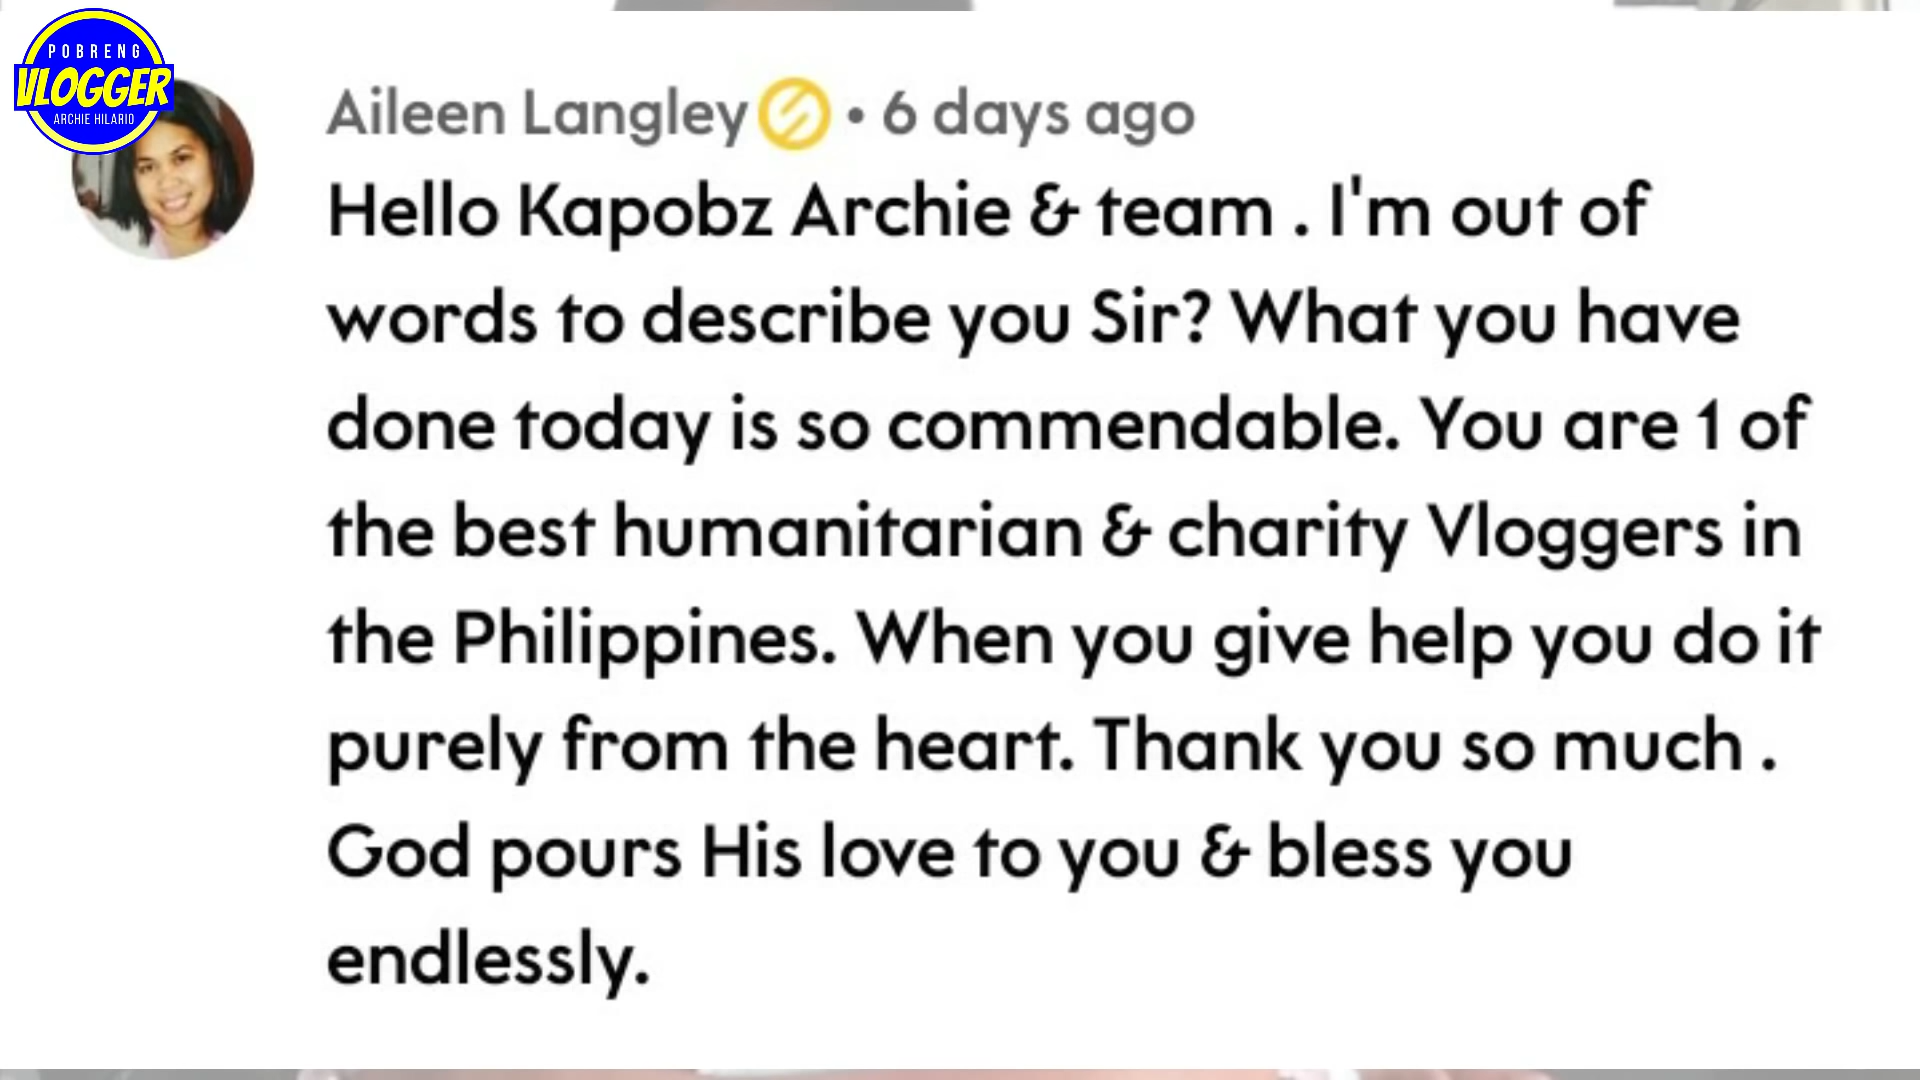 POBRENG
VLOGGER
ARCHIE HILARIO
Aileen Langley • 6 days ago
Hello Kapobz Archie & team . I'm out of
words to describe you Sir? What you have
done today is so commendable. You are 1 of
the best humanitarian & charity Vloggers in
the Philippines. When you give help you do it
purely from the heart. Thank you so much .
God pours His love to you & bless you
endlessly.